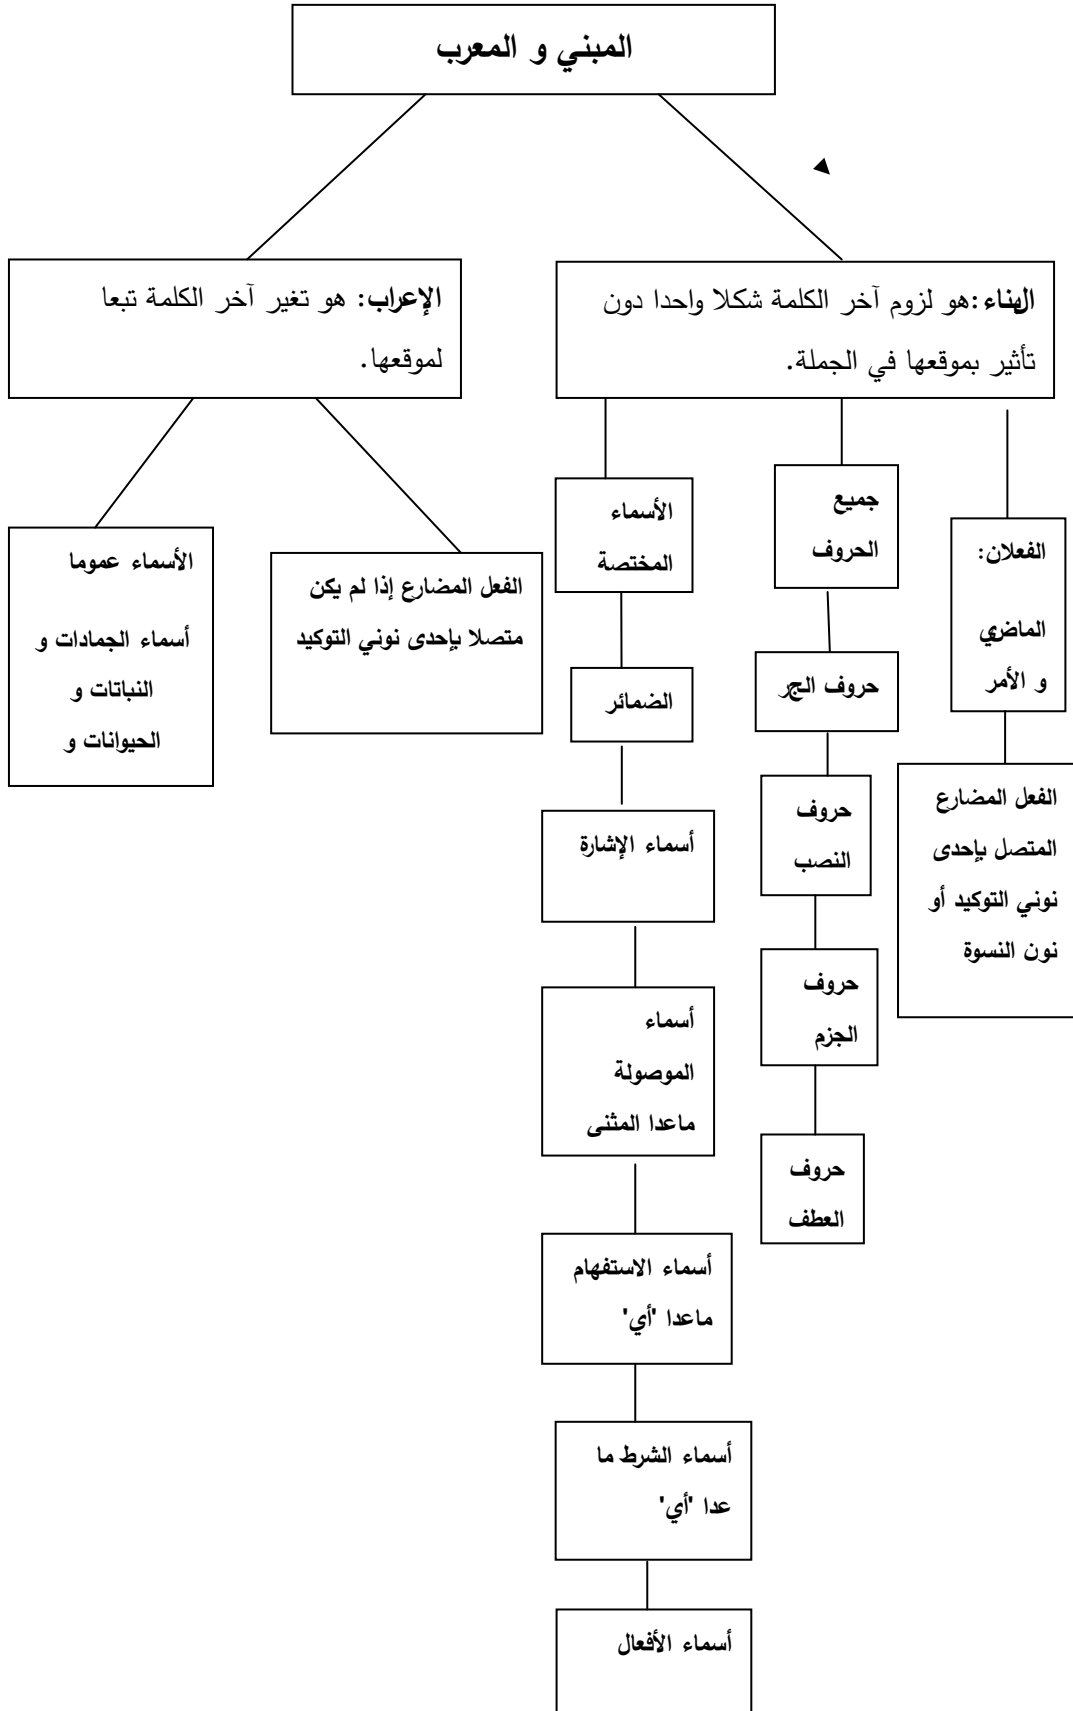 المبني و المعرب
البناء :هو لزوم آخر الكلمة شكلا واحدا دون
تأثير بموقعها في الجملة.
الإعراب: هو تغير آخر الكلمة تبعا
لموقعها.
الفعلان:
الماضي
و الأمر
الفعل المضارع
المتصل بإحدى
نوني التوكيد أو
نون النسوة
جميع
الحروف
حروف الجر
حروف
النصب
حروف
الجزم
حروف
العطف
الأسماء
المختصة
الضمائر
أسماء الإشارة
أسماء
الموصولة
ماعدا المثنى
أسماء الاستفهام
ماعدا 'أي'
أسماء الشرط ما
عدا 'أي'
أسماء الأفعال
الفعل المضارع إذا لم يكن
متصلا بإحدى نوني التوكيد
الأسماء عموما
أسماء الجمادات و
النباتات و
الحيوانات و